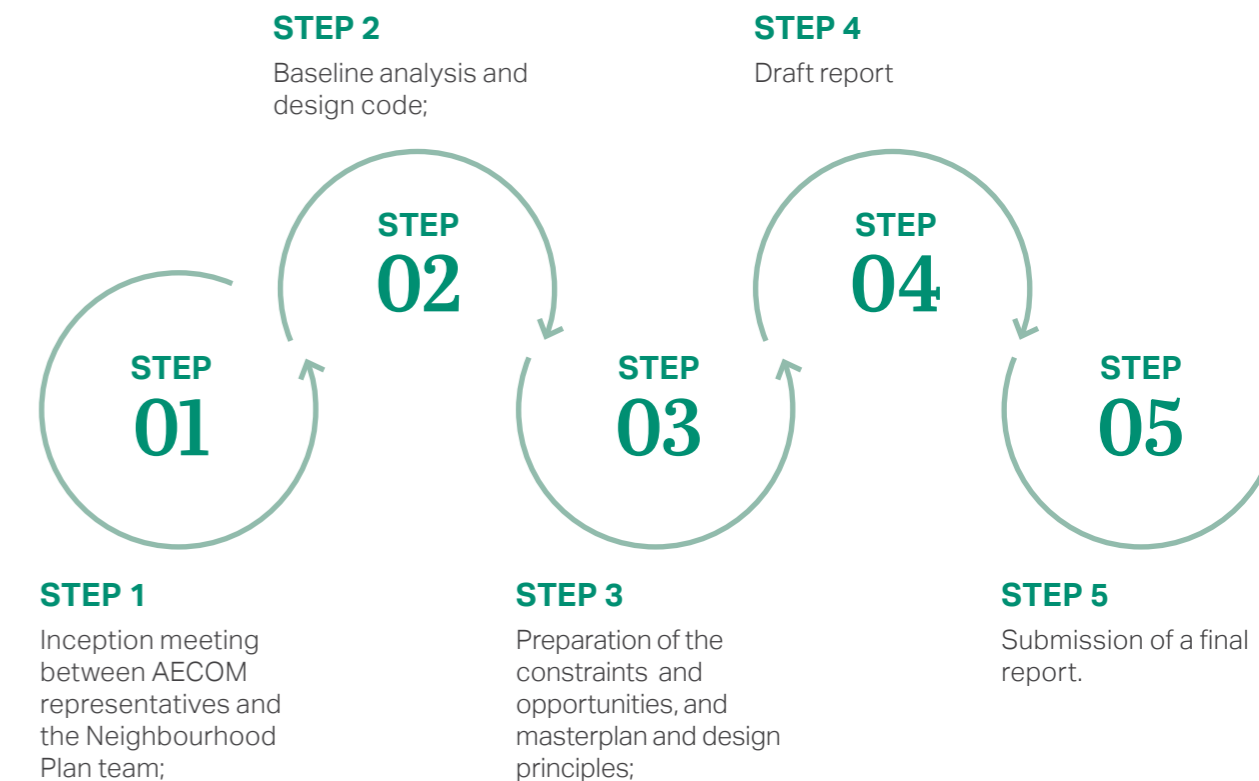 STEP 2
Baseline analysis and
design code;
STEP 4
Draft report
STEP
02
STEP
04
STEP
01
STEP
03
STEP
05
STEP 1
Inception meeting
between AECOM
representatives and
the Neighbourhood
Plan team;
STEP 3
Preparation of the
constraints and
opportunities, and
masterplan and design
principles;
STEP 5
Submission of a final
report.